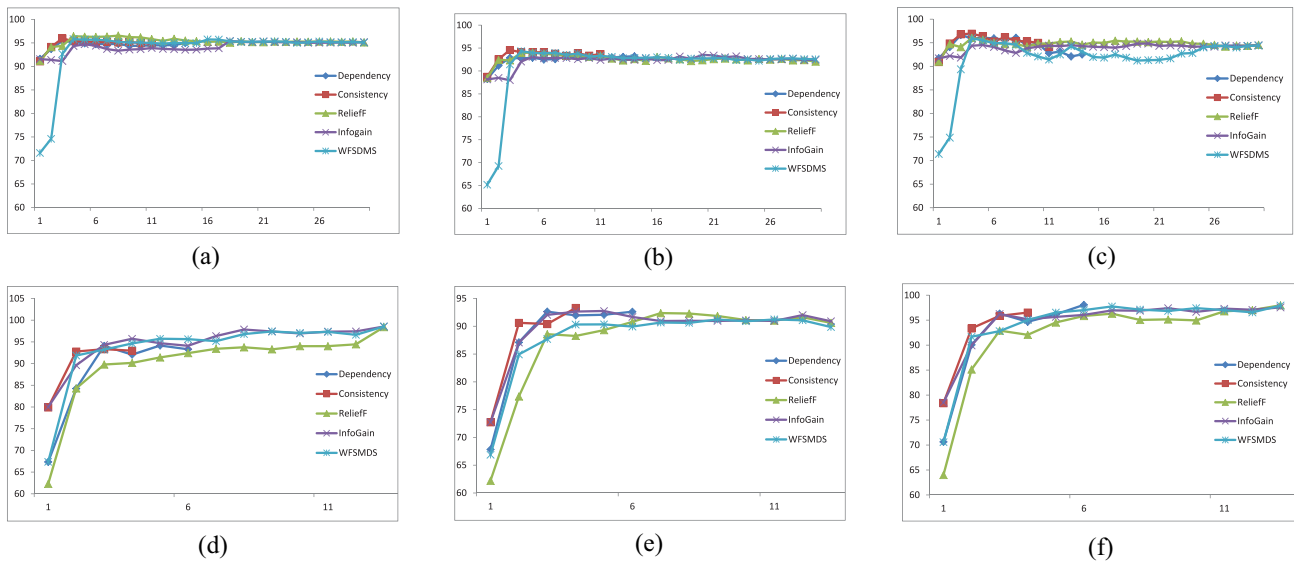 100
95
90
85
80
75
70
65
60
1 6 11 16 21 26
Dependency
Consistency
ReliefF
Infogain
WFSDMS
(a)
100
95
90
85
80
75
70
65
60
1 6 11 16 21 26
Dependency
Consistency
ReliefF
InfoGain
WFSDMS
(b)
100
95
90
85
80
75
70
65
60
1 6 11 16 21 26
Dependency
Consistency
ReliefF
InfoGain
WFSDMS
(c)
105
100
95
90
85
80
75
70
65
60
1 6 11
Dependency
Consistency
ReliefF
InfoGain
WFSMDS
(d)
95
90
85
80
75
70
65
60
1 6 11
Dependency
Consistency
ReliefF
InfoGain
WFSMDS
(e)
100
95
90
85
80
75
70
65
60
1 6 11
Dependency
Consistency
ReliefF
InfoGain
WFSMDS
(f)